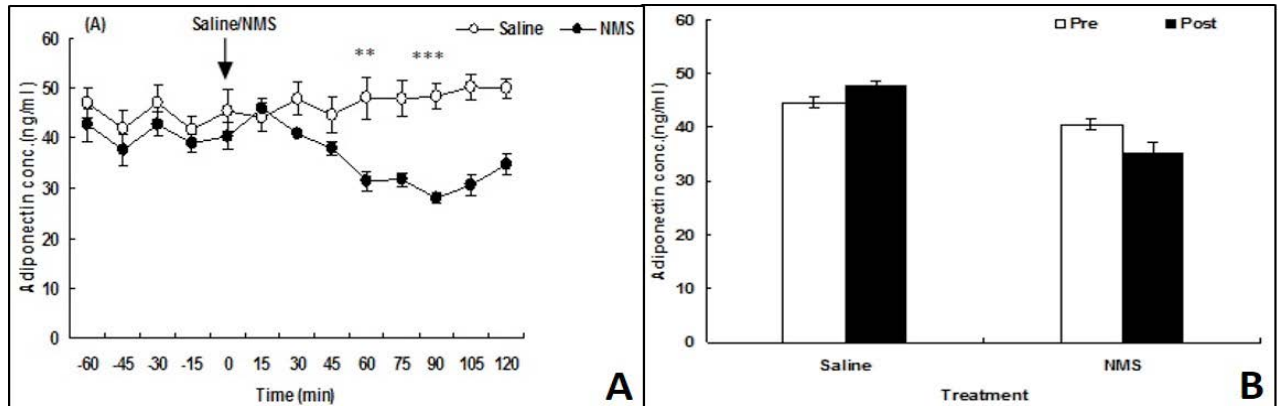 (A) Saline/NMS Saline NMS
** ***
Adiponectin conc.(ng/ml)
60
50
40
30
20
10
0
-60 -45 -30 -15 0 15 30 45 60 75 90 105 120
Time (min)
A
Pre Post
Adiponectin conc.(ng/ml)
60
50
40
30
20
10
0
Saline NMS
Treatment
B